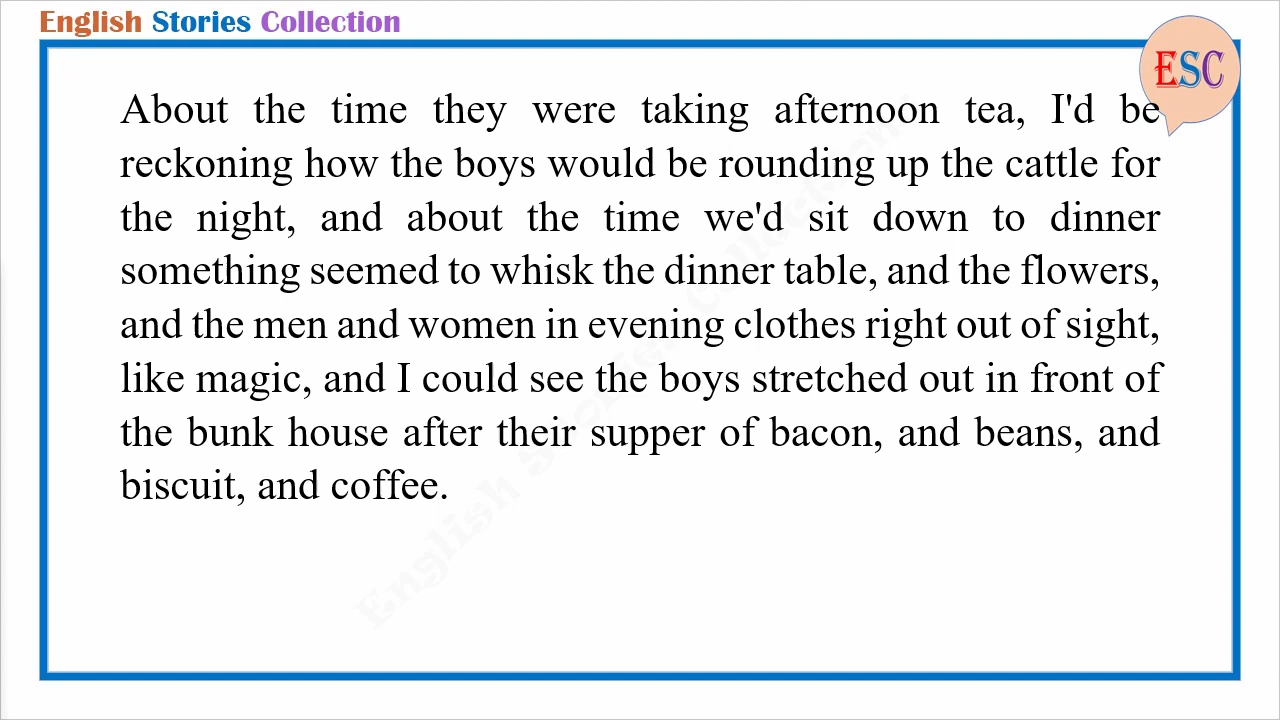 English Stories Collection
ESC
About the time they were taking afternoon tea, I'd be
reckoning how the boys would be rounding up the cattle for
the night, and about the time we'd sit down to dinner
something seemed to whisk the dinner table, and the flowers,
and the men and women in evening clothes right out of sight,
like magic, and I could see the boys stretched out in front of
the bunk house after their supper of bacon, and beans, and
biscuit, and coffee.
English Stories Collection